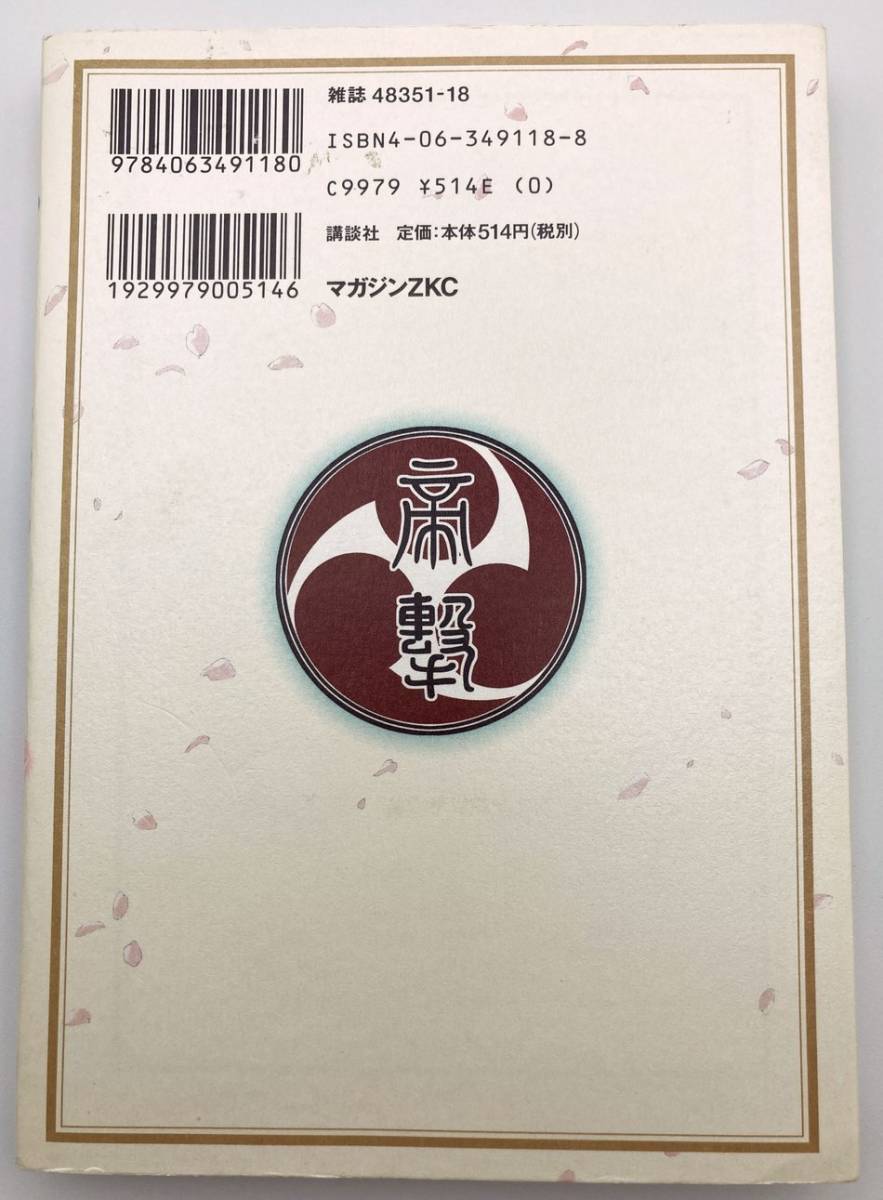 雑誌 48351-18
ISBN4-06-349118-8
9784063491180
C9979 ¥514E (0)
講談社 定価:本体514円(税別)
1929979005146
マガジンZKC
帝
撃